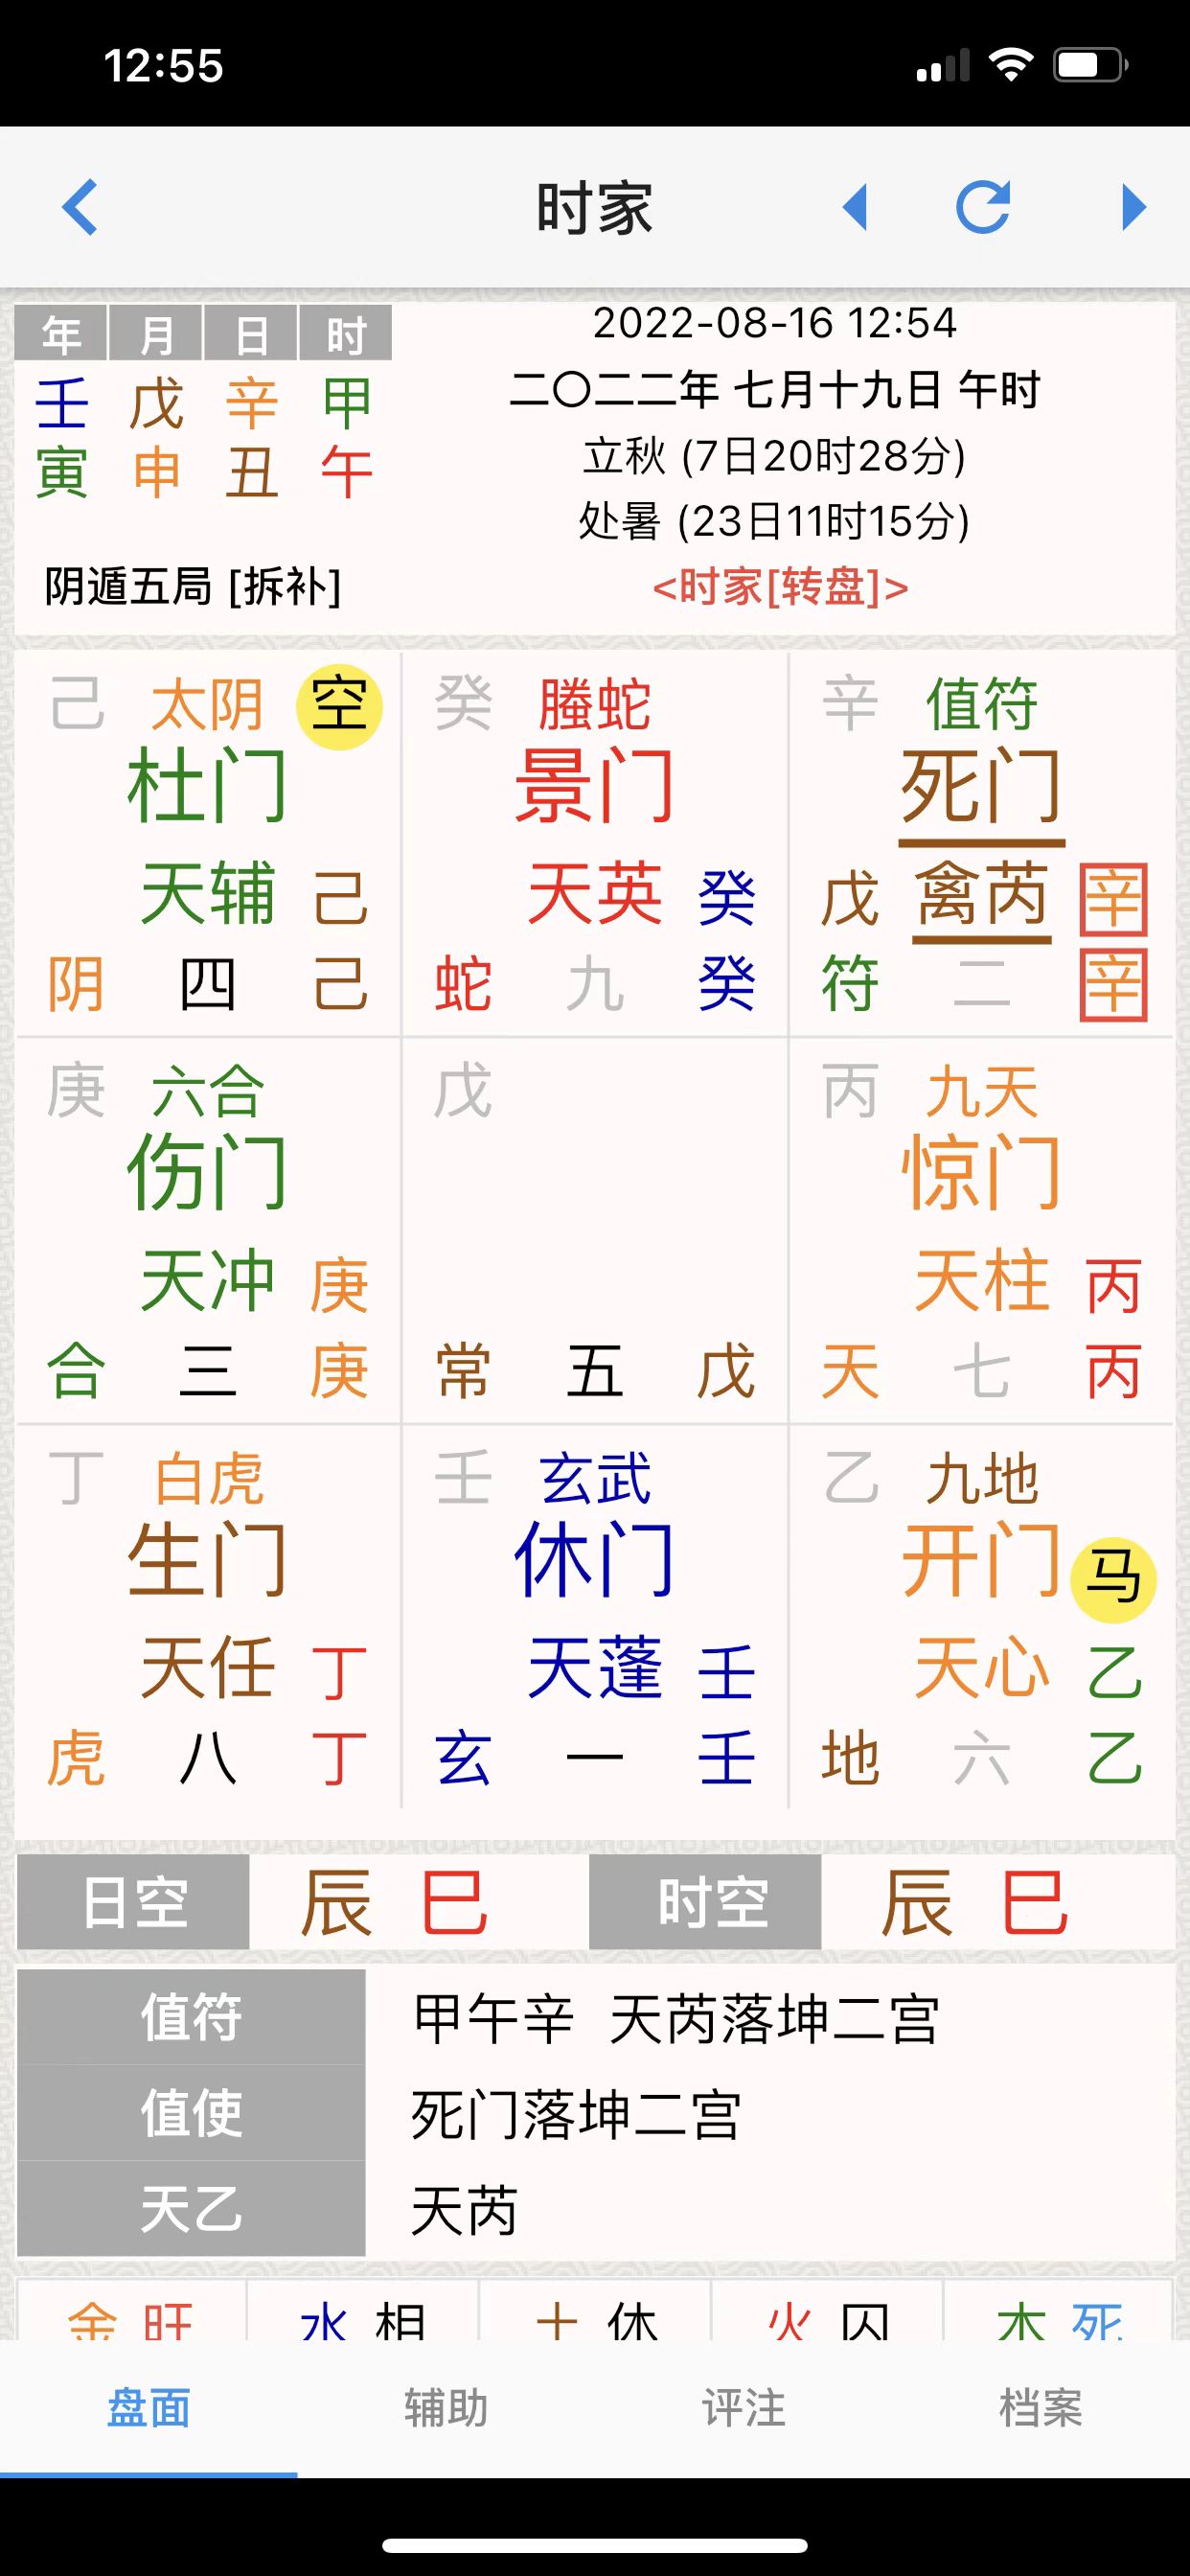 12:55
时家
年 月 日 时
壬 戊 辛 甲
寅 申 丑 午
2022-08-16 12:54
二〇二二年 七月十九日 午时
立秋 (7日20时28分)
处暑 (23日11时15分)
阴遁五局 [拆补]
<时家[转盘]>
己 太阴 空
杜门
天辅 己
阴 四 己
癸 螣蛇
景门
天英 癸
蛇 九 癸
辛 值符
死门
戊 禽芮 辛
符 二 辛
庚 六合
伤门
天冲 庚
合 三 庚
戊
常 五 戊
丙 九天
惊门
天柱 丙
天 七 丙
丁 白虎
生门
天任 丁
虎 八 丁
壬 玄武
休门
天蓬 壬
玄 一 壬
乙 九地
开门 马
天心 乙
地 六 乙
日空 辰 巳 时空 辰 巳
值符 甲午辛 天芮落坤二宫
值使 死门落坤二宫
天乙 天芮
金 旺 水 相 土 休 火 囚 木 死
盘面 辅助 评注 档案